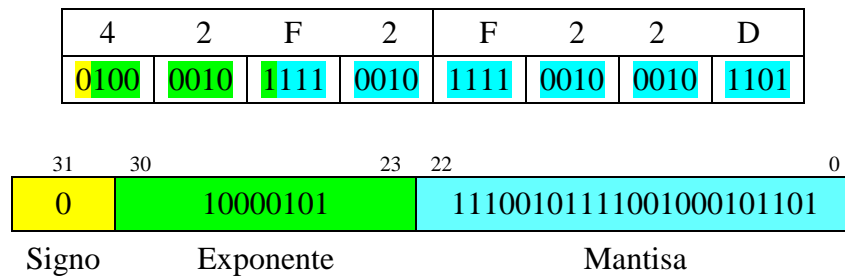 4 2 F 2 F 2 2 D
0100 0010 1111 0010 1111 0010 0010 1101
31 30 23 22 0
0 10000101 11100101111001000101101
Signo Exponente Mantisa